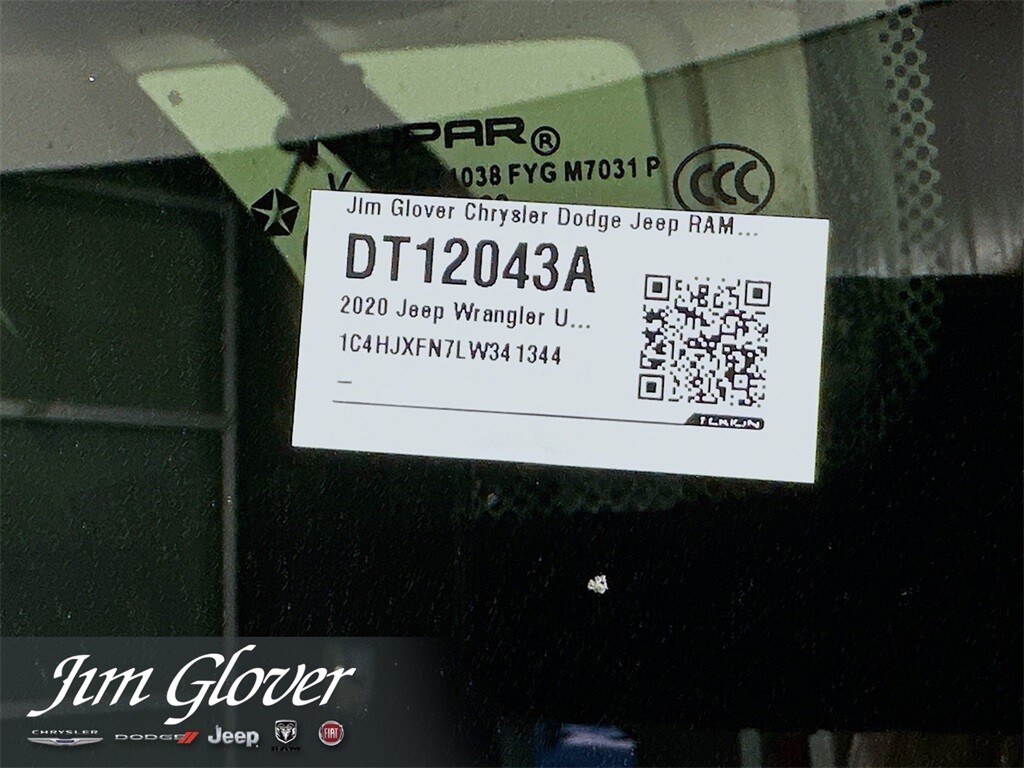 PAR®
1038 FYG M7031 P
CCC
Jim Glover Chrysler Dodge Jeep RAM...
DT12043A
2020 Jeep Wrangler U...
1C4HJXFN7LW341344
Jim Glover
CHRYSLER DODGE Jeep RAM FIAT